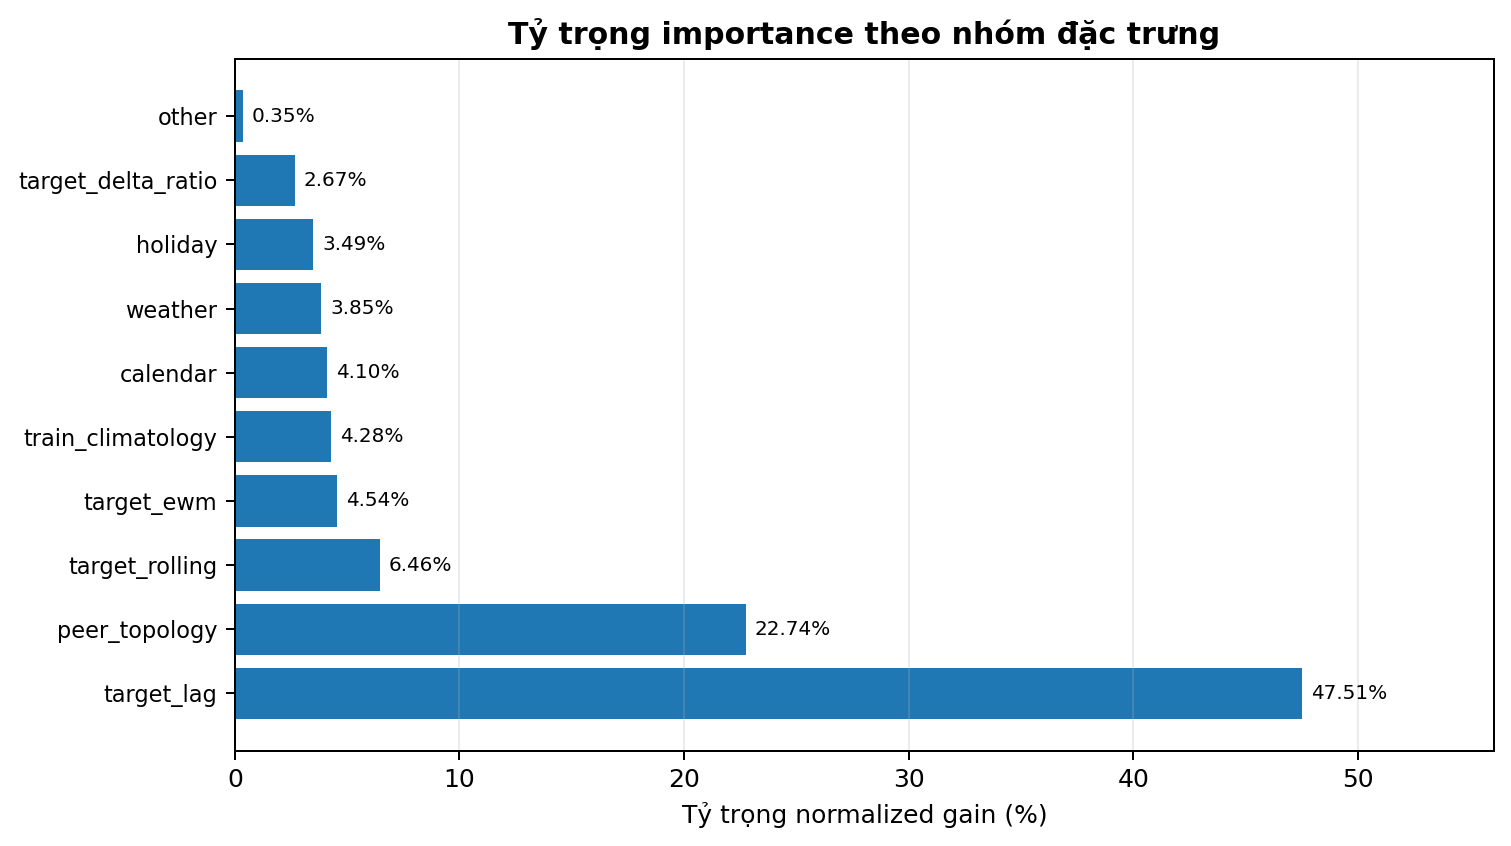 Tỷ trọng importance theo nhóm đặc trưng
other 0.35%
target_delta_ratio 2.67%
holiday 3.49%
weather 3.85%
calendar 4.10%
train_climatology 4.28%
target_ewm 4.54%
target_rolling 6.46%
peer_topology 22.74%
target_lag 47.51%
0 10 20 30 40 50
Tỷ trọng normalized gain (%)